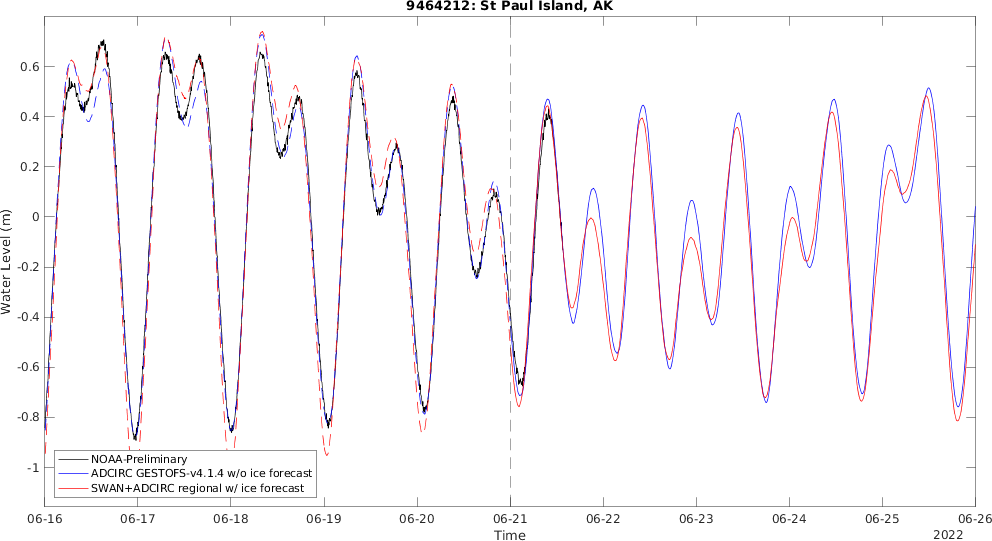 9464212: St Paul Island, AK
Water Level (m)
0.6
0.4
0.2
0
-0.2
-0.4
-0.6
-0.8
-1
NOAA-Preliminary
ADCIRC GESTOFS-v4.1.4 w/o ice forecast
SWAN+ADCIRC regional w/ ice forecast
06-16 06-17 06-18 06-19 06-20 06-21 06-22 06-23 06-24 06-25 06-26
Time
2022